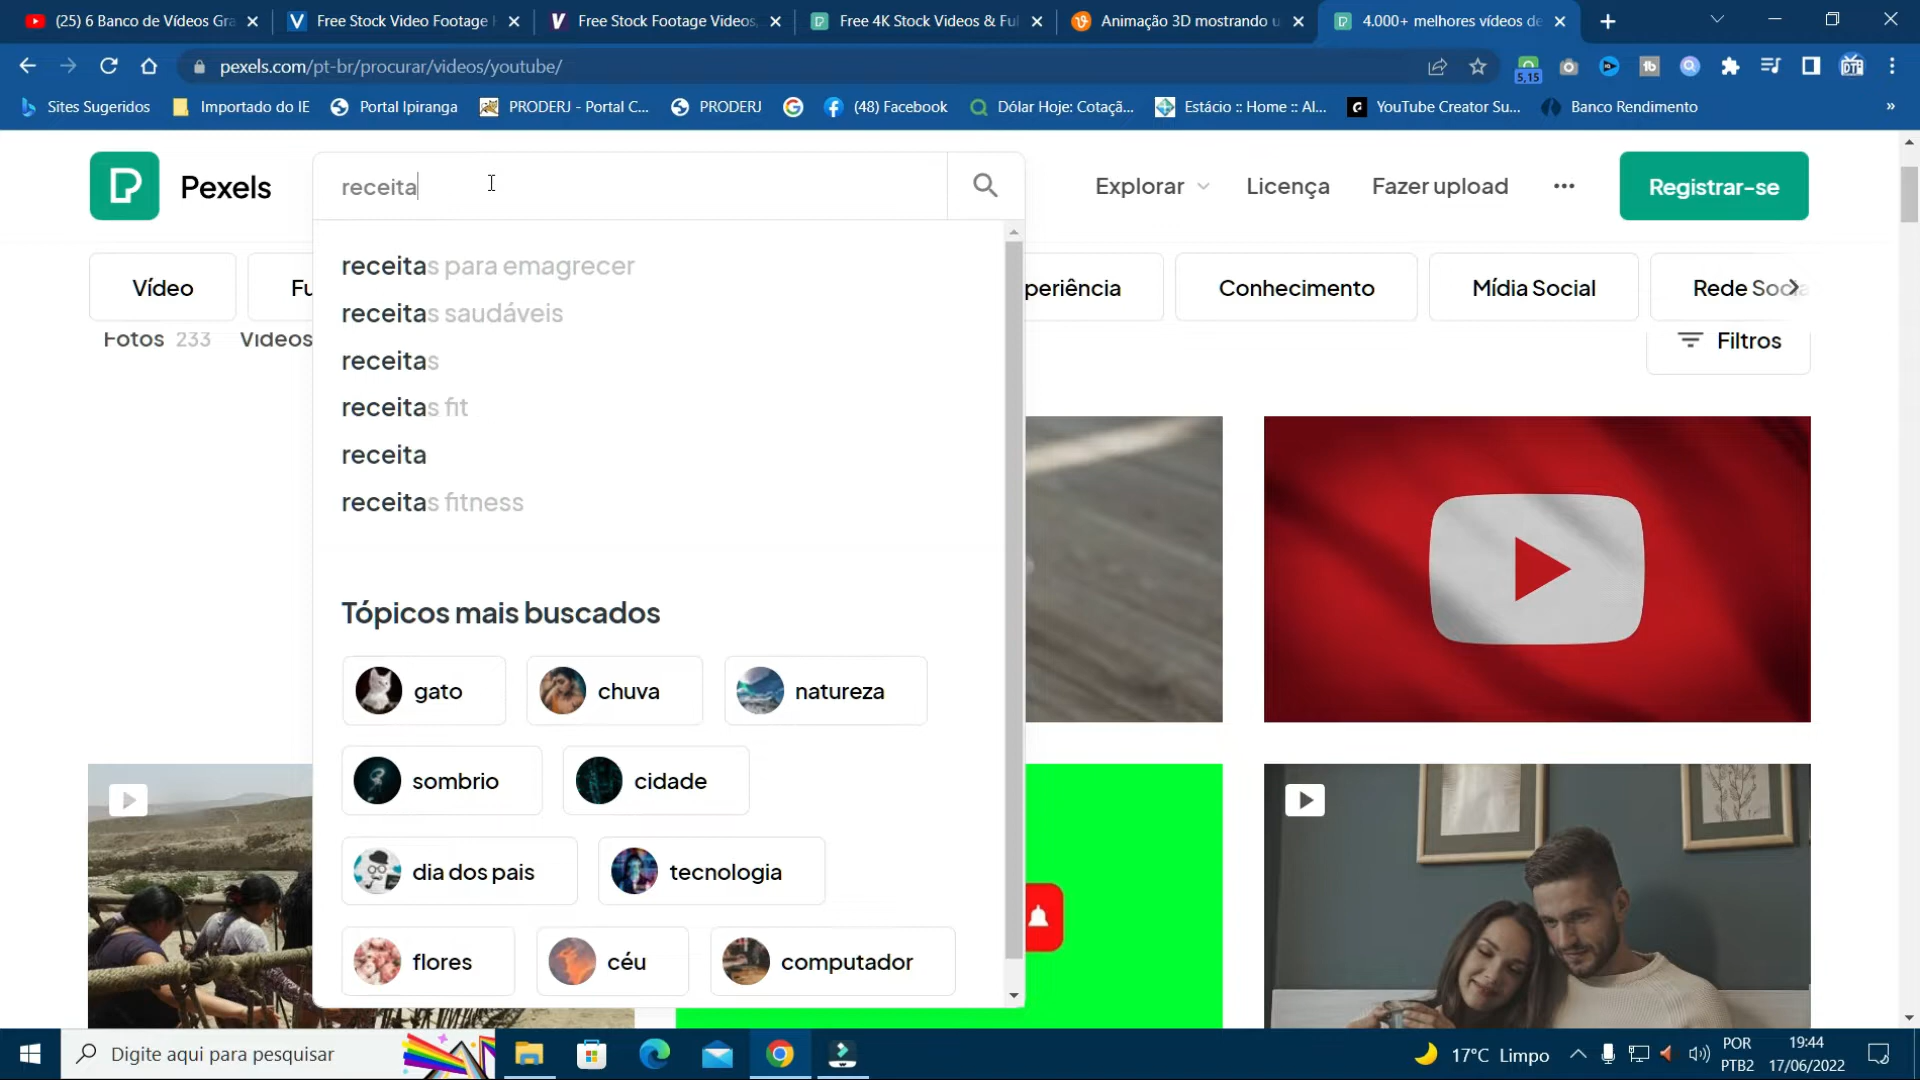 (25) 6 Banco de Vídeos Gra
Free Stock Video Footage H
Free Stock Footage Videos,
Free 4K Stock Videos & Ful
Animação 3D mostrando u
4.000+ melhores vídeos de
pexels.com/pt-br/procurar/videos/youtube/
5,15
Sites Sugeridos
Importado do IE
Portal Ipiranga
PRODERJ - Portal C...
PRODERJ
(48) Facebook
Dólar Hoje: Cotaçã...
Estácio :: Home :: Al...
YouTube Creator Su...
Banco Rendimento
Pexels
receita
Explorar
Licença
Fazer upload
Registrar-se
Vídeo
Fu
periência
Conhecimento
Mídia Social
Rede Socia
Fotos 233
Vídeos
Filtros
receitas para emagrecer
receitas saudáveis
receitas
receitas fit
receita
receitas fitness
Tópicos mais buscados
gato
chuva
natureza
sombrio
cidade
dia dos pais
tecnologia
flores
céu
computador
Digite aqui para pesquisar
17°C Limpo
POR
PTB2
19:44
17/06/2022